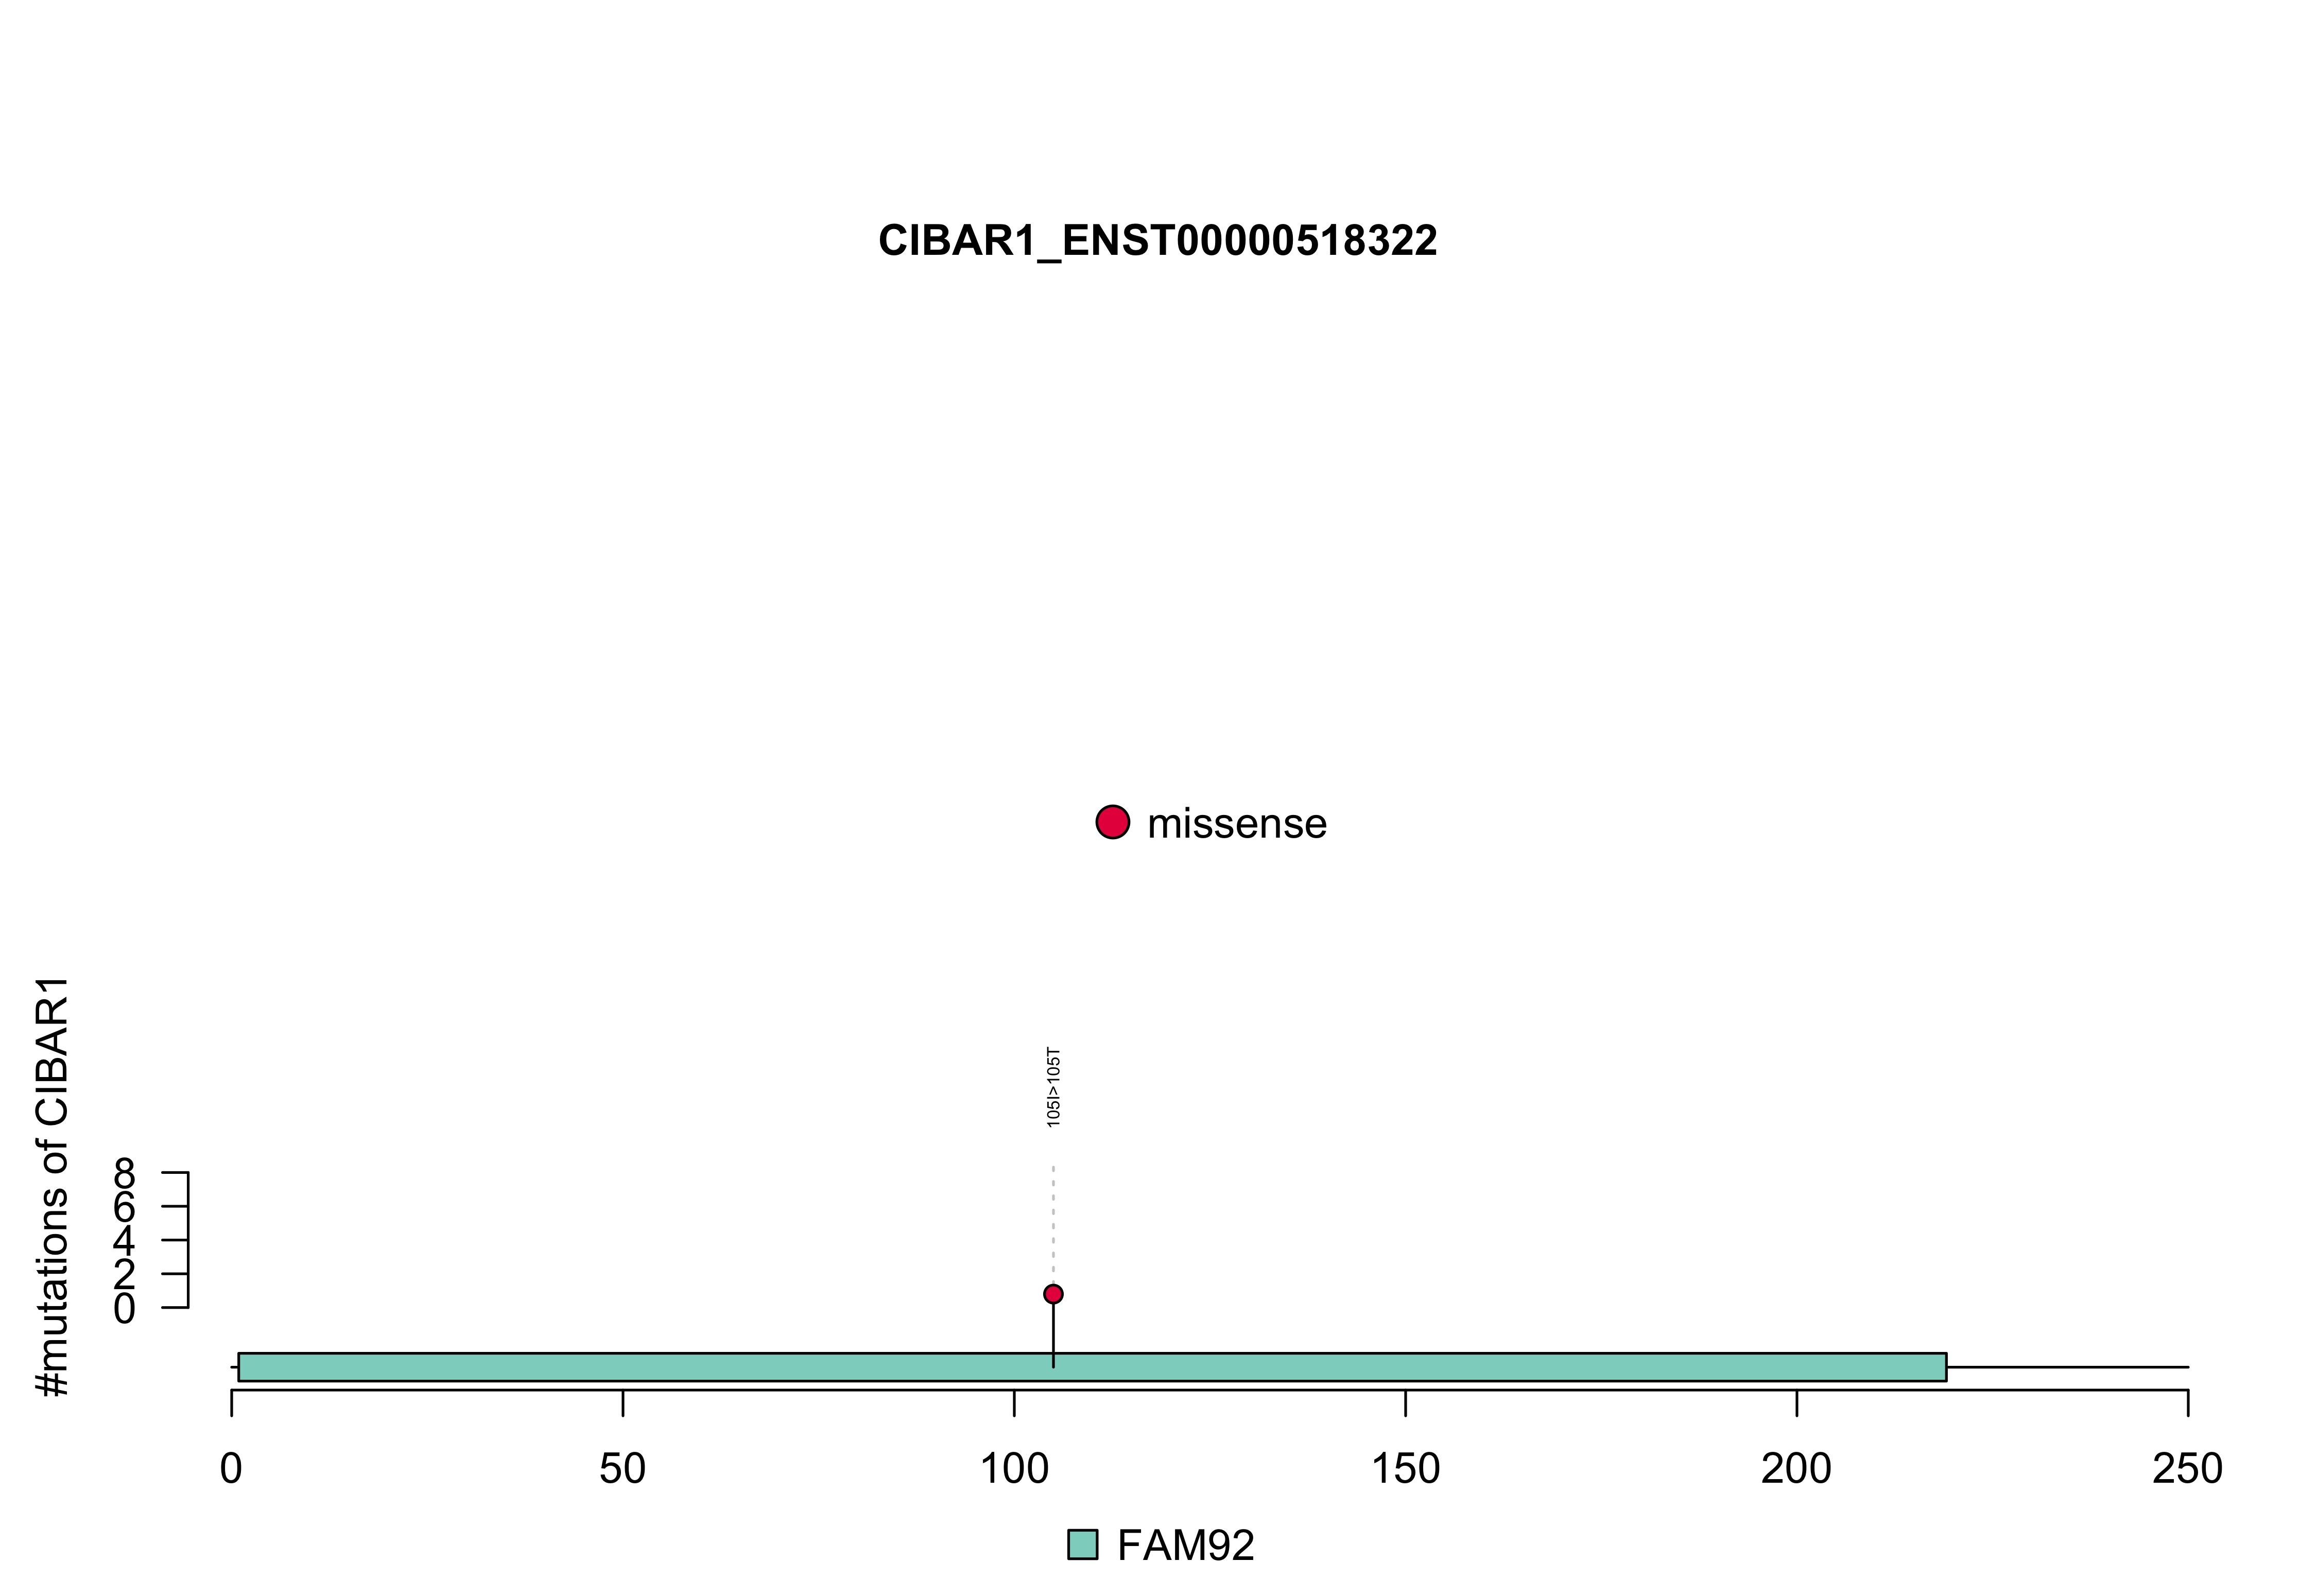 CIBAR1_ENST00000518322
missense
#mutations of CIBAR1
105I>105T
8
6
4
2
0
0 50 100 150 200 250
FAM92